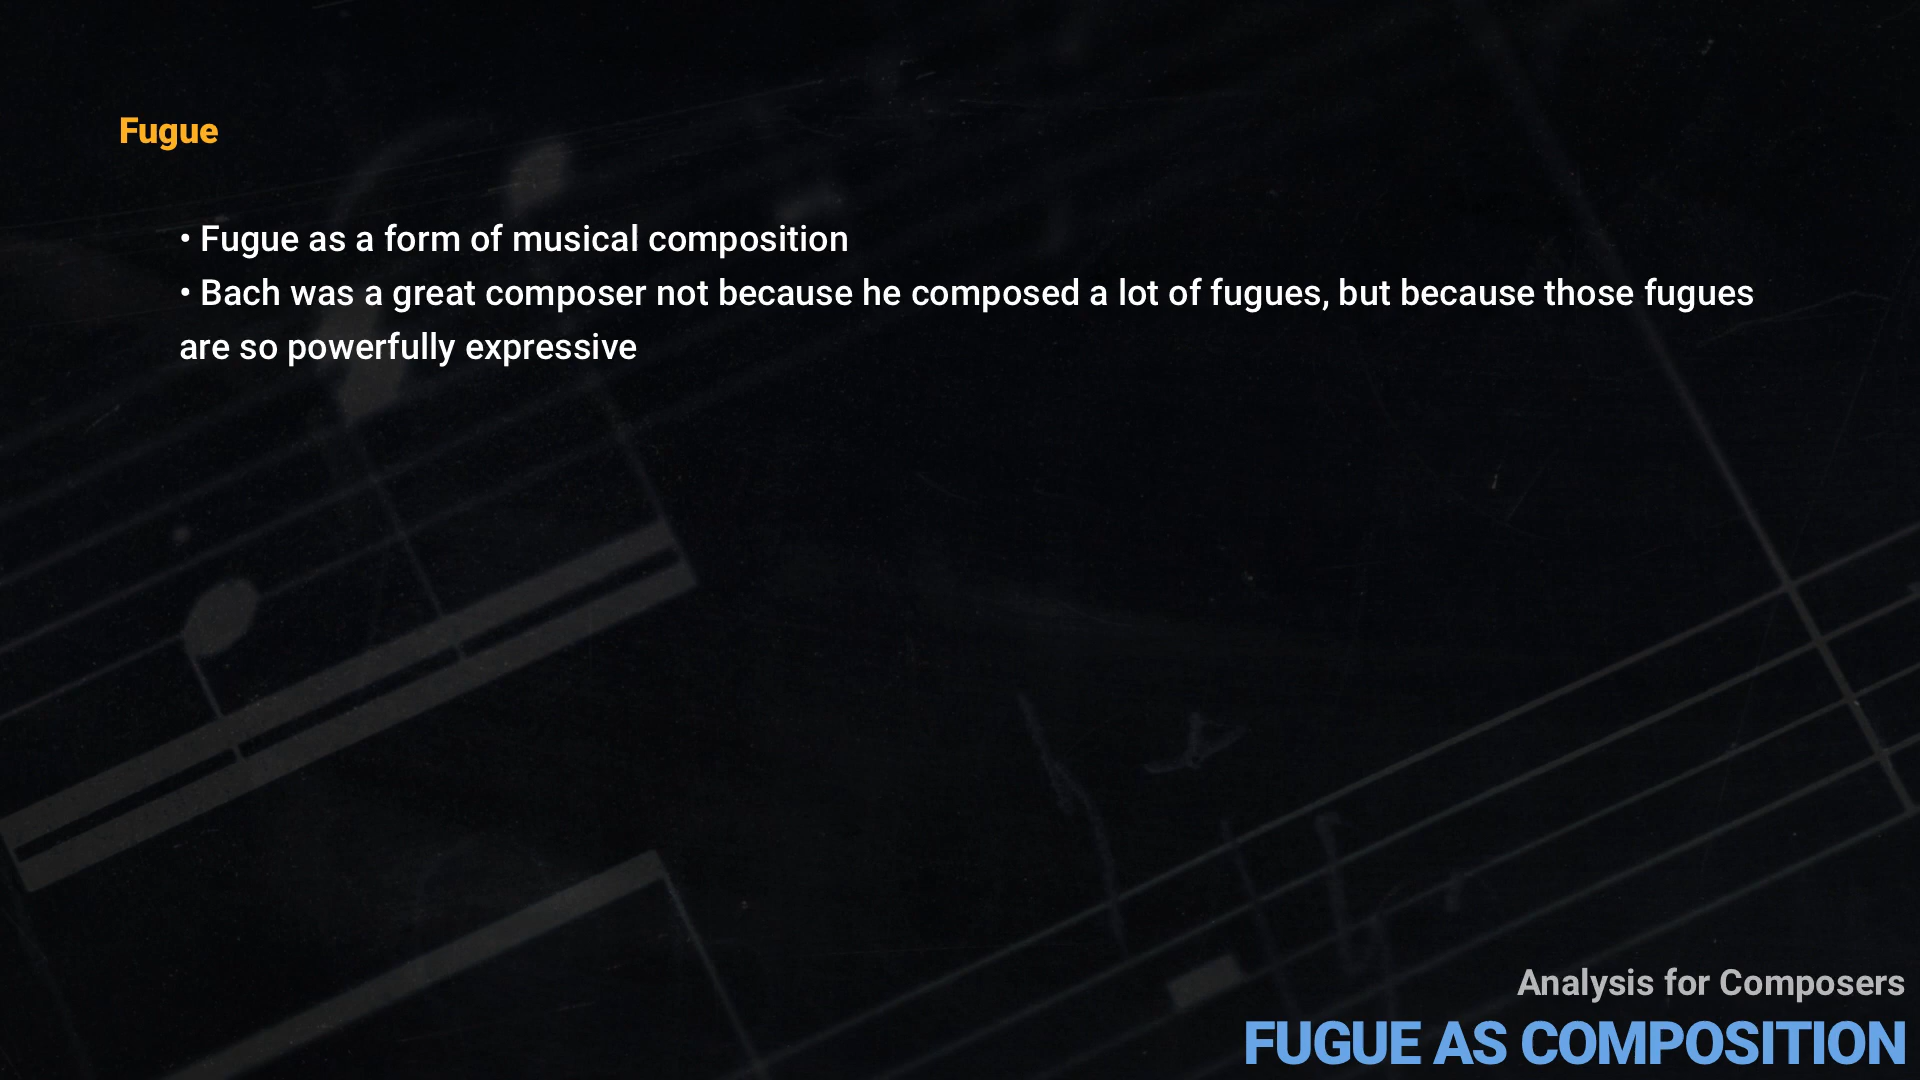 Fugue
• Fugue as a form of musical composition
• Bach was a great composer not because he composed a lot of fugues, but because those fugues
are so powerfully expressive
Analysis for Composers
FUGUE AS COMPOSITION